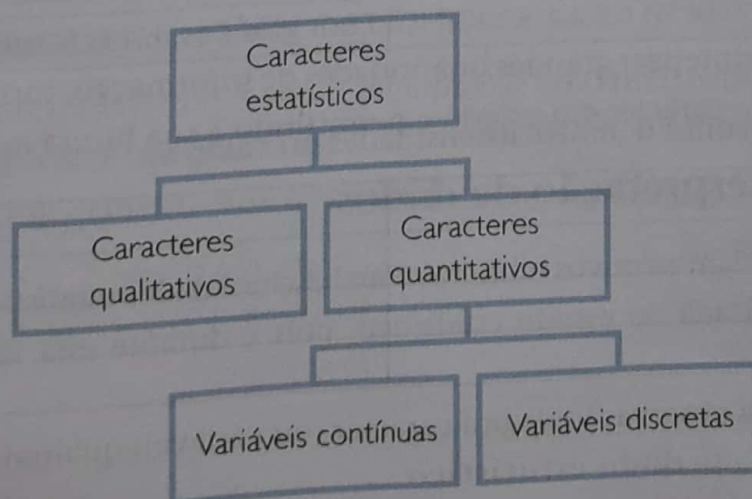 Caracteres
estatísticos
Caracteres
qualitativos
Caracteres
quantitativos
Variáveis contínuas
Variáveis discretas